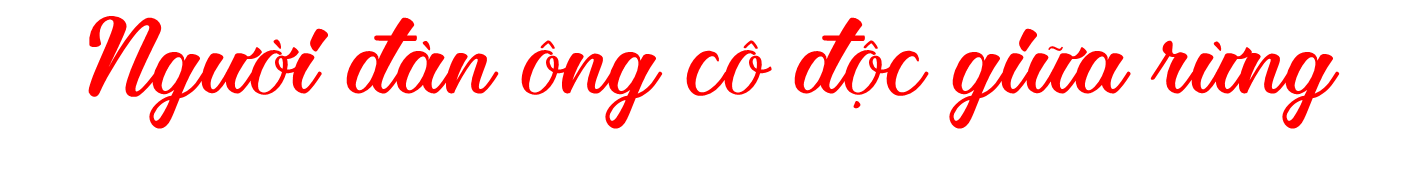 Người đàn ông cô độc giữa rừng